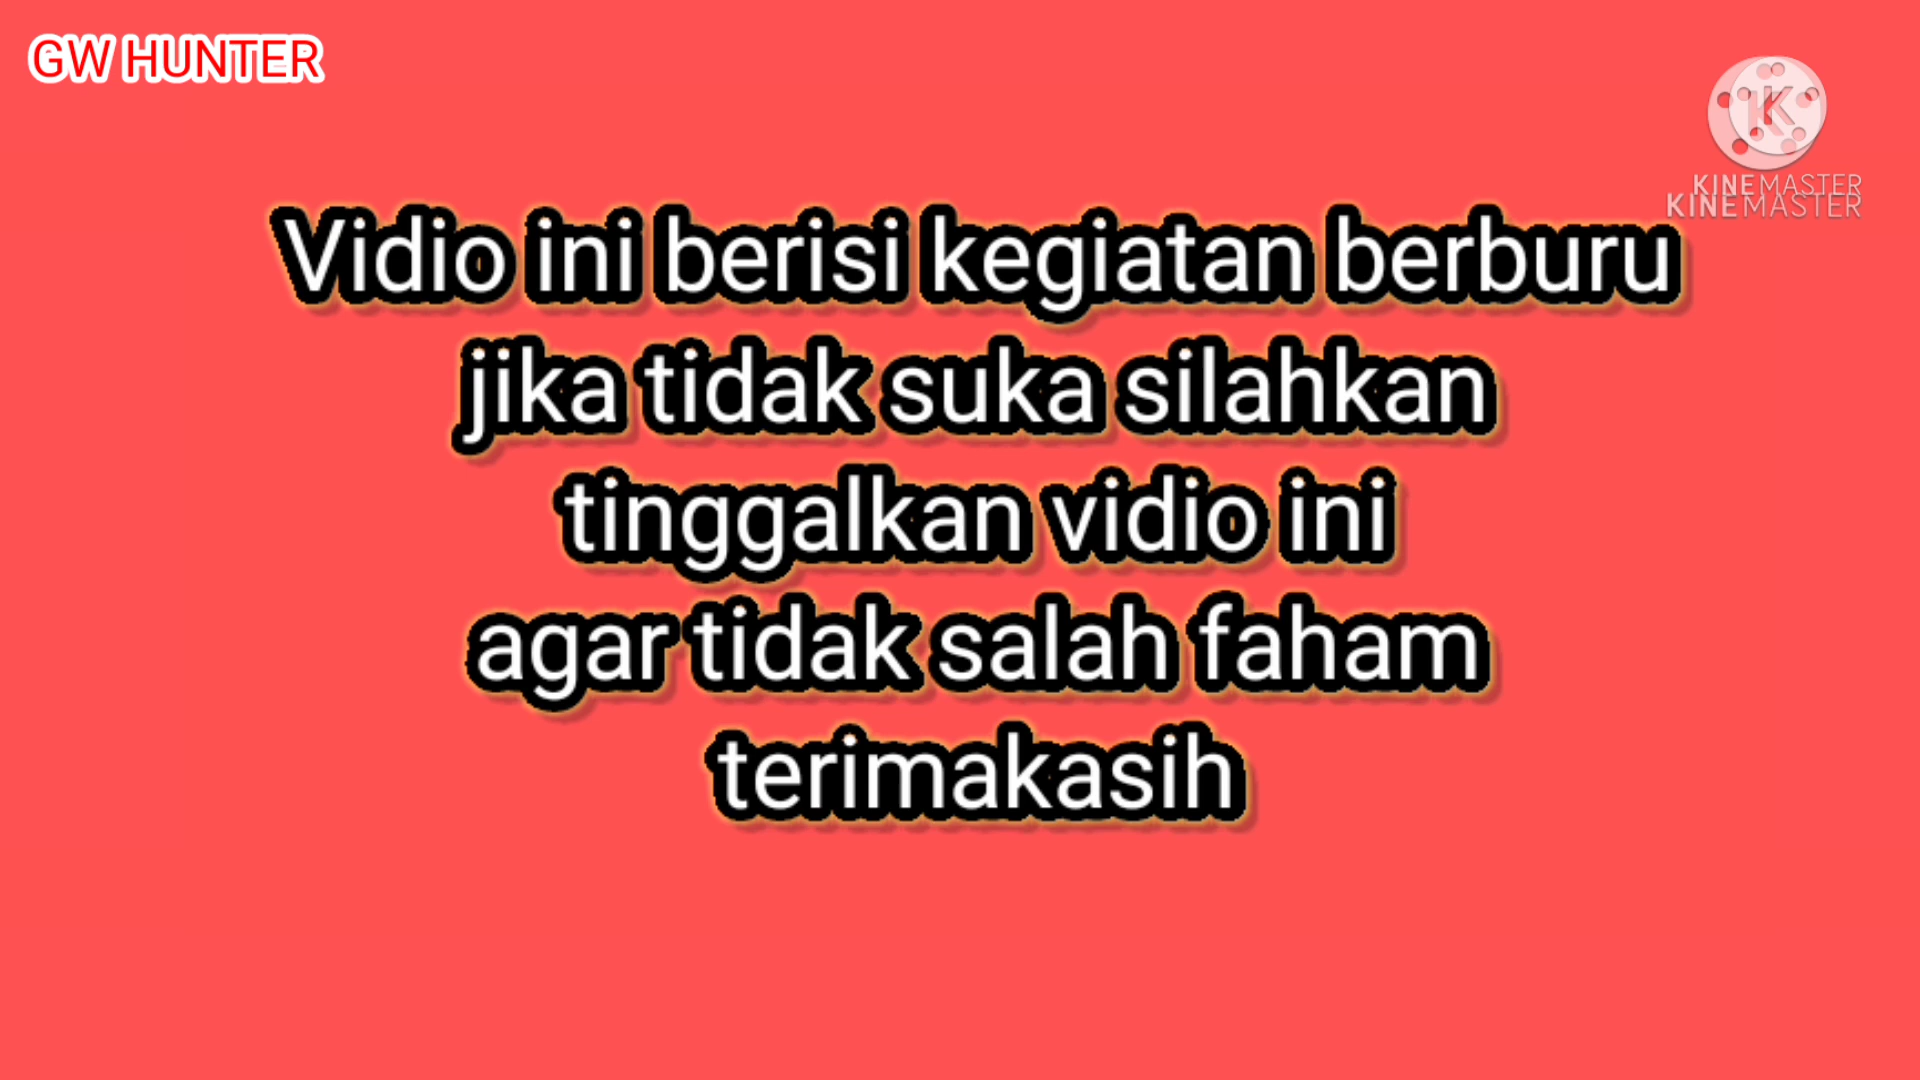 GW HUNTER
KINEMASTER
KINEMASTER
Vidio ini berisi kegiatan berburu
jika tidak suka silahkan
tinggalkan vidio ini
agar tidak salah faham
terimakasih